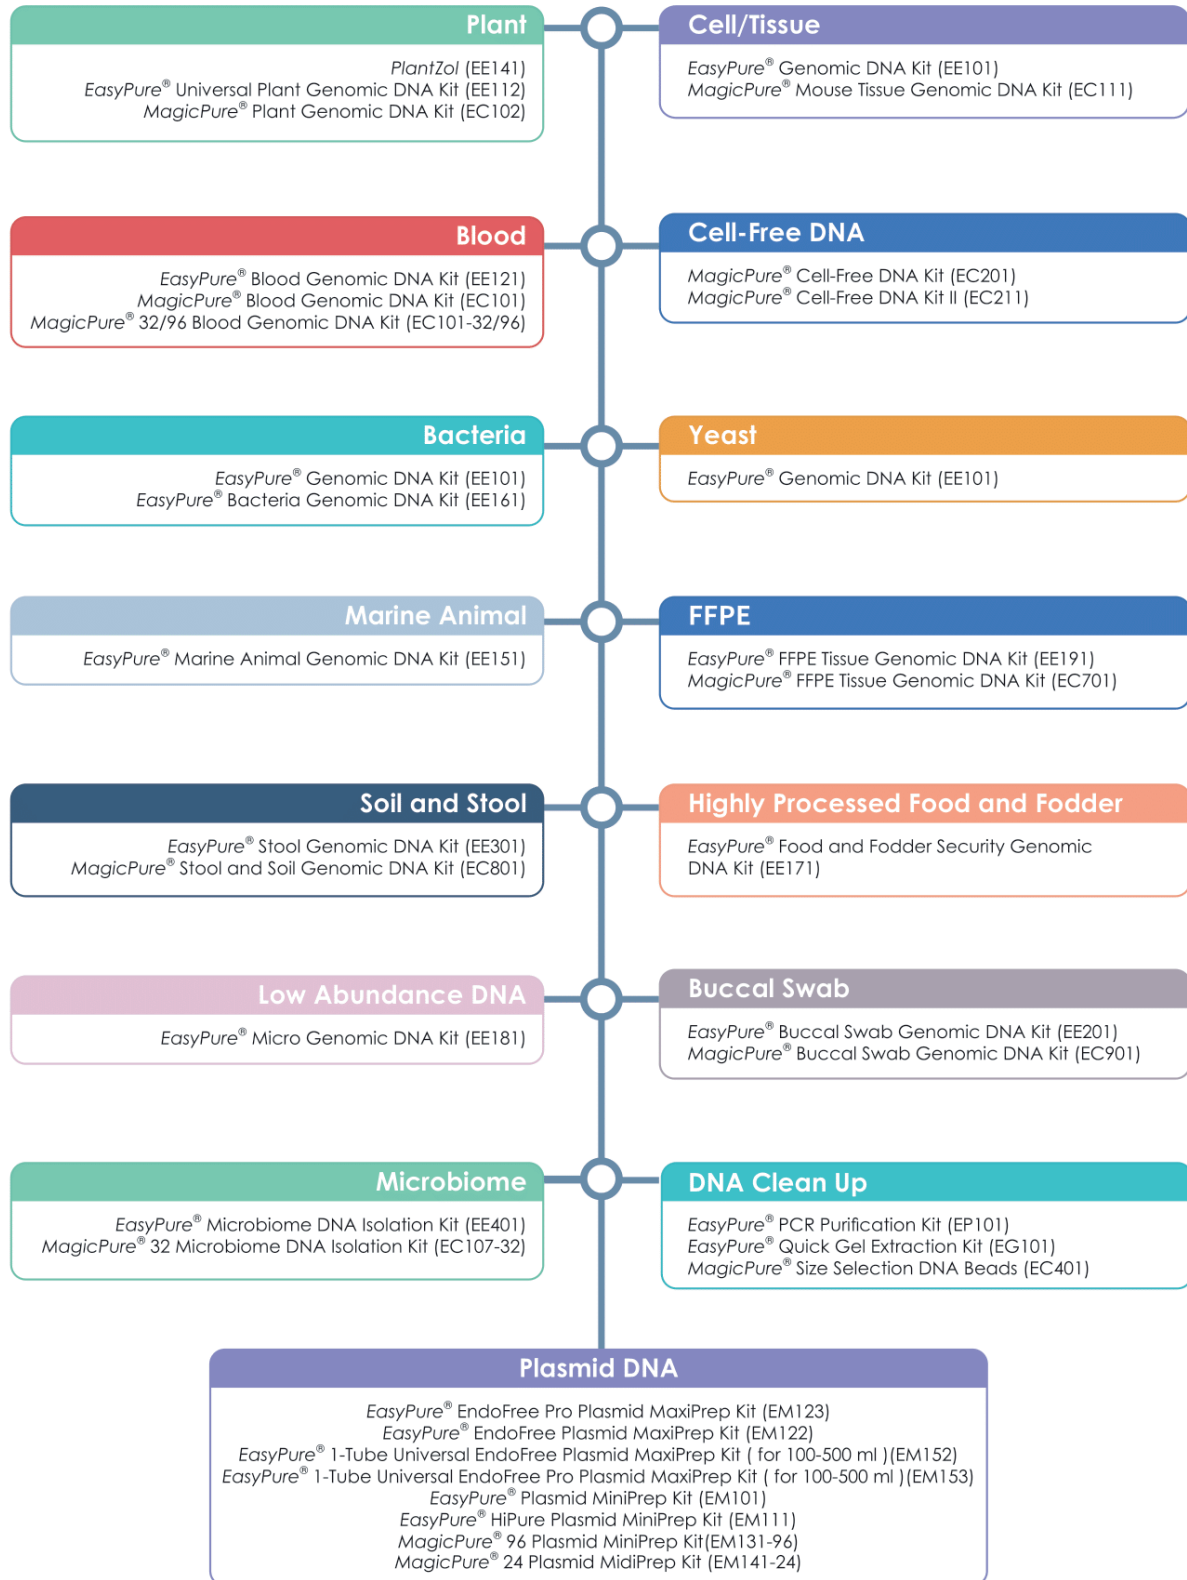 Plant
PlantZol (EE141)
EasyPure® Universal Plant Genomic DNA Kit (EE112)
MagicPure® Plant Genomic DNA Kit (EC102)
Cell/Tissue
EasyPure® Genomic DNA Kit (EE101)
MagicPure® Mouse Tissue Genomic DNA Kit (EC111)
Blood
EasyPure® Blood Genomic DNA Kit (EE121)
MagicPure® Blood Genomic DNA Kit (EC101)
MagicPure® 32/96 Blood Genomic DNA Kit (EC101-32/96)
Cell-Free DNA
MagicPure® Cell-Free DNA Kit (EC201)
MagicPure® Cell-Free DNA Kit II (EC211)
Bacteria
EasyPure® Genomic DNA Kit (EE101)
EasyPure® Bacteria Genomic DNA Kit (EE161)
Yeast
EasyPure® Genomic DNA Kit (EE101)
Marine Animal
EasyPure® Marine Animal Genomic DNA Kit (EE151)
FFPE
EasyPure® FFPE Tissue Genomic DNA Kit (EE191)
MagicPure® FFPE Tissue Genomic DNA Kit (EC701)
Soil and Stool
EasyPure® Stool Genomic DNA Kit (EE301)
MagicPure® Stool and Soil Genomic DNA Kit (EC801)
Highly Processed Food and Fodder
EasyPure® Food and Fodder Security Genomic
DNA Kit (EE171)
Low Abundance DNA
EasyPure® Micro Genomic DNA Kit (EE181)
Buccal Swab
EasyPure® Buccal Swab Genomic DNA Kit (EE201)
MagicPure® Buccal Swab Genomic DNA Kit (EC901)
Microbiome
EasyPure® Microbiome DNA Isolation Kit (EE401)
MagicPure® 32 Microbiome DNA Isolation Kit (EC107-32)
DNA Clean Up
EasyPure® PCR Purification Kit (EP101)
EasyPure® Quick Gel Extraction Kit (EG101)
MagicPure® Size Selection DNA Beads (EC401)
Plasmid DNA
EasyPure® EndoFree Pro Plasmid MaxiPrep Kit (EM123)
EasyPure® EndoFree Plasmid MaxiPrep Kit (EM122)
EasyPure® 1-Tube Universal EndoFree Plasmid MaxiPrep Kit ( for 100-500 ml )(EM152)
EasyPure® 1-Tube Universal EndoFree Pro Plasmid MaxiPrep Kit ( for 100-500 ml )(EM153)
EasyPure® Plasmid MiniPrep Kit (EM101)
EasyPure® HiPure Plasmid MiniPrep Kit (EM111)
MagicPure® 96 Plasmid MiniPrep Kit(EM131-96)
MagicPure® 24 Plasmid MidiPrep Kit (EM141-24)